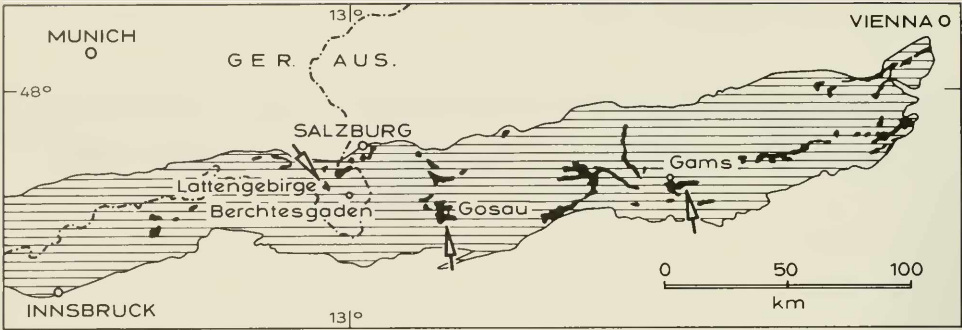 13°
VIENNA
MUNICH
GER. AUS.
48°
SALZBURG
Gams
Lattengebirge
Berchtesgaden
Gosau
0 50 100
km
INNSBRUCK
13°